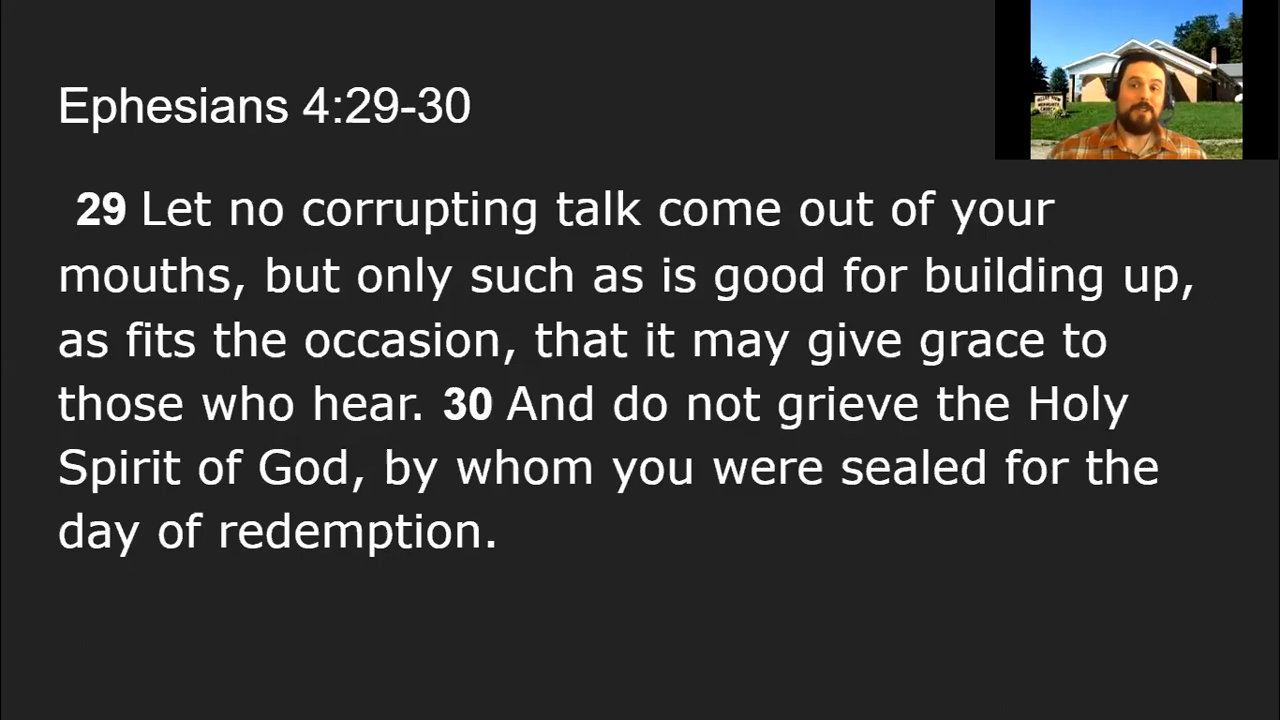 Ephesians 4:29-30
29 Let no corrupting talk come out of your
mouths, but only such as is good for building up,
as fits the occasion, that it may give grace to
those who hear. 30 And do not grieve the Holy
Spirit of God, by whom you were sealed for the
day of redemption.
CHURCH